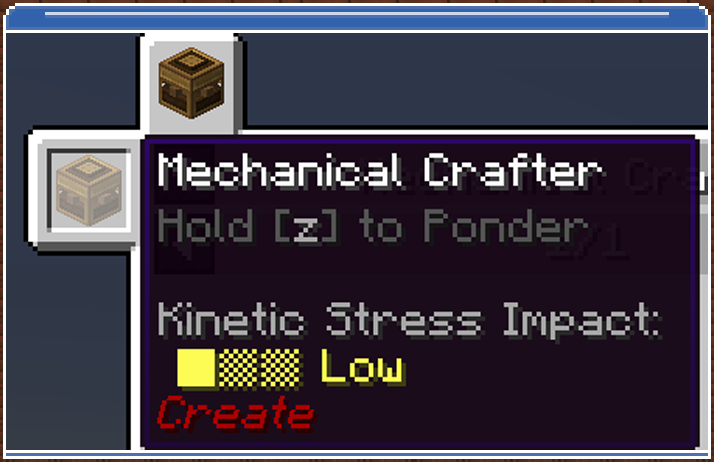 Mechanical Crafter
Hold [z] to Ponder
Kinetic Stress Impact:
Low
Create